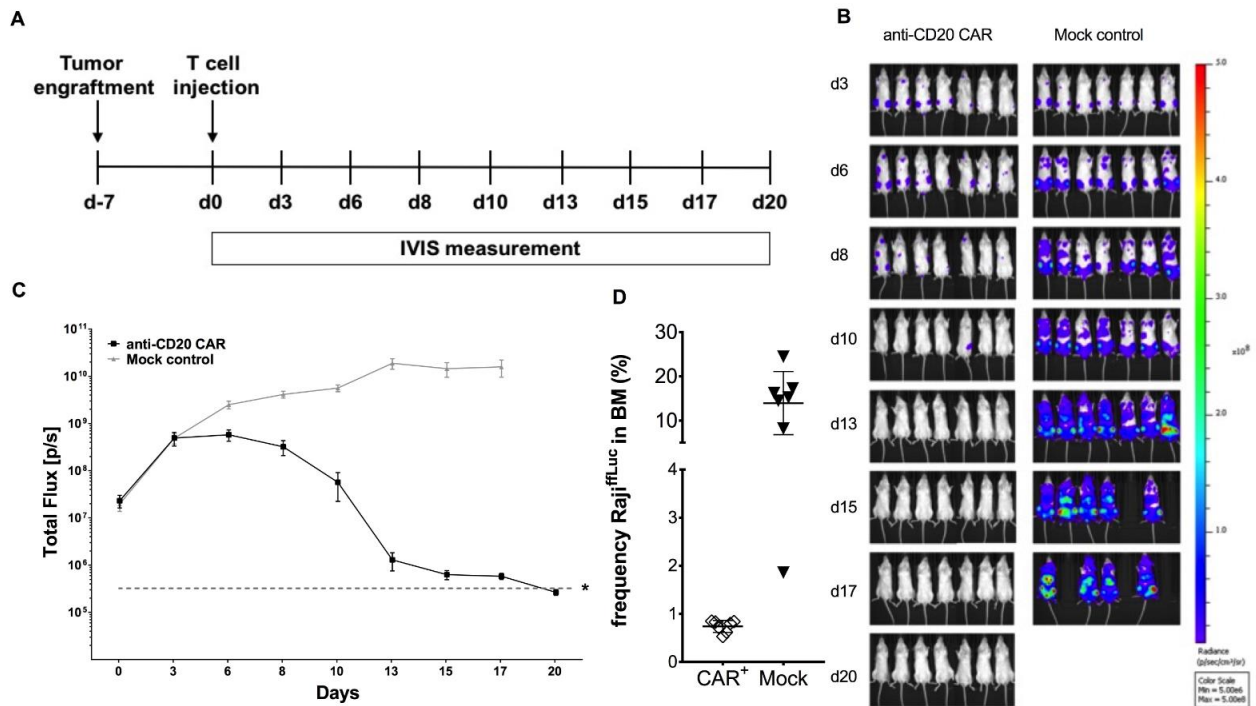 A
Tumor
engraftment
T cell
injection
d-7
d0
d3
d6
d8
d10
d13
d15
d17
d20
IVIS measurement
B
anti-CD20 CAR
Mock control
d3
d6
d8
d10
d13
d15
d17
d20
5.0
4.0
3.0
x10⁸
2.0
1.0
Radiance
(p/sec/cm²/sr)
Color Scale
Min = 5.00e6
Max = 5.00e8
C
anti-CD20 CAR
Mock control
Total Flux [p/s]
10¹¹
10¹⁰
10⁹
10⁸
10⁷
10⁶
10⁵
*
0
3
6
8
10
13
15
17
20
Days
D
frequency Raji^ffLuc in BM (%)
30
20
10
4
3
2
1
0
CAR⁺
Mock